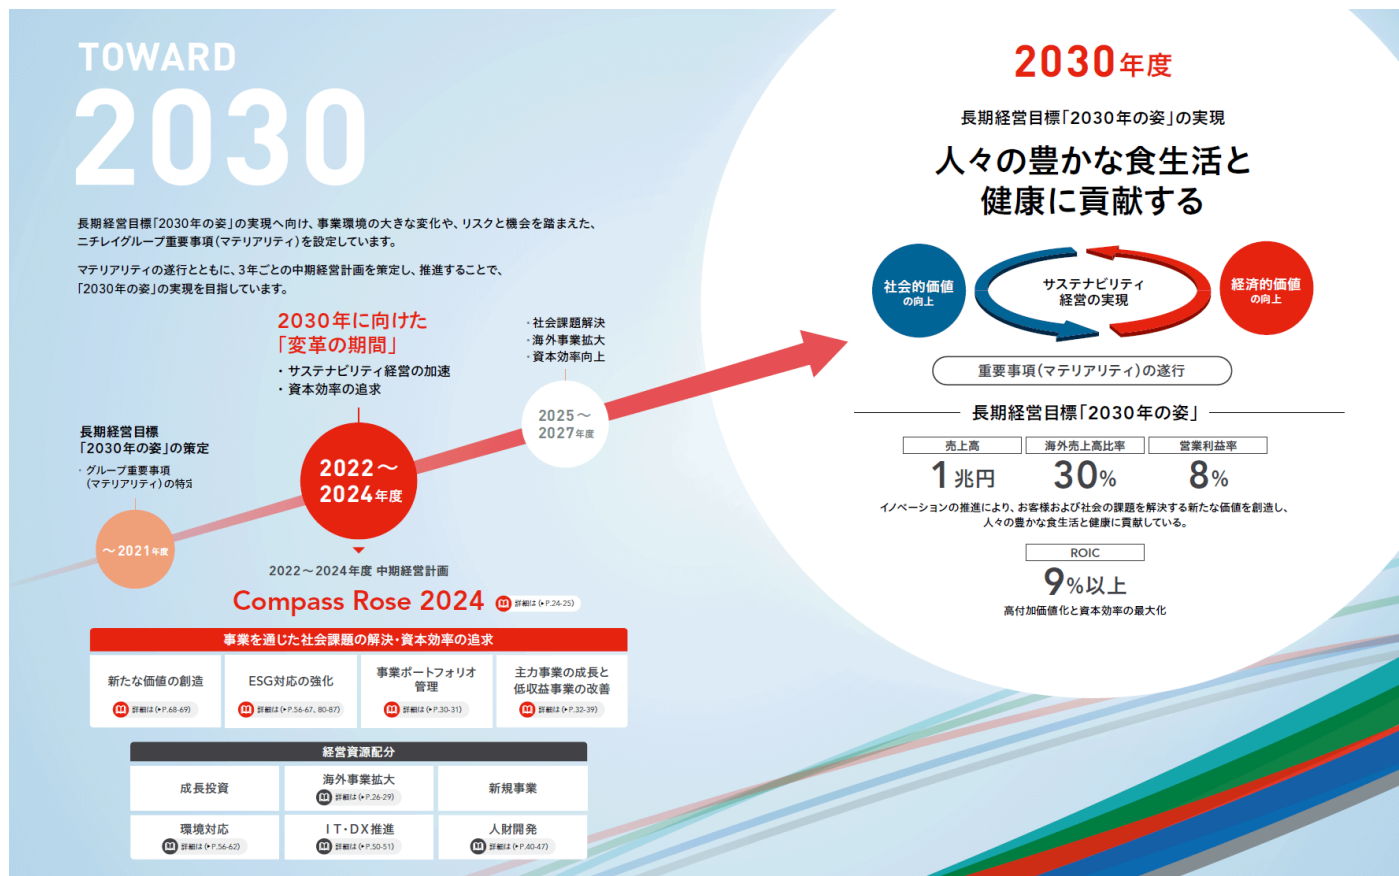 TOWARD
2030
長期経営目標「2030年の姿」の実現へ向け、事業環境の大きな変化や、リスクと機会を踏まえた、
ニチレイグループ重要事項（マテリアリティ）を設定しています。
マテリアリティの遂行とともに、3年ごとの中期経営計画を策定し、推進することで、
「2030年の姿」の実現を目指しています。
長期経営目標
「2030年の姿」の策定
・グループ重要事項
（マテリアリティ）の特定
～2021年度
2030年に向けた
「変革の期間」
・サステナビリティ経営の加速
・資本効率の追求
2022～
2024年度
・社会課題解決
・海外事業拡大
・資本効率向上
2025～
2027年度
2022～2024年度 中期経営計画
Compass Rose 2024 詳細は（▶P.24-25）
事業を通じた社会課題の解決・資本効率の追求
新たな価値の創造
詳細は（▶P.68-69）
ESG対応の強化
詳細は（▶P.56-67、80-87）
事業ポートフォリオ
管理
詳細は（▶P.30-31）
主力事業の成長と
低収益事業の改善
詳細は（▶P.32-39）
経営資源配分
成長投資
海外事業拡大
詳細は（▶P.26-29）
新規事業
環境対応
詳細は（▶P.56-62）
IT・DX推進
詳細は（▶P.50-51）
人財開発
詳細は（▶P.40-47）
2030年度
長期経営目標「2030年の姿」の実現
人々の豊かな食生活と
健康に貢献する
社会的価値
の向上
サステナビリティ
経営の実現
経済的価値
の向上
重要事項（マテリアリティ）の遂行
長期経営目標「2030年の姿」
売上高
1兆円
海外売上高比率
30%
営業利益率
8%
イノベーションの推進により、お客様および社会の課題を解決する新たな価値を創造し、
人々の豊かな食生活と健康に貢献している。
ROIC
9%以上
高付加価値化と資本効率の最大化